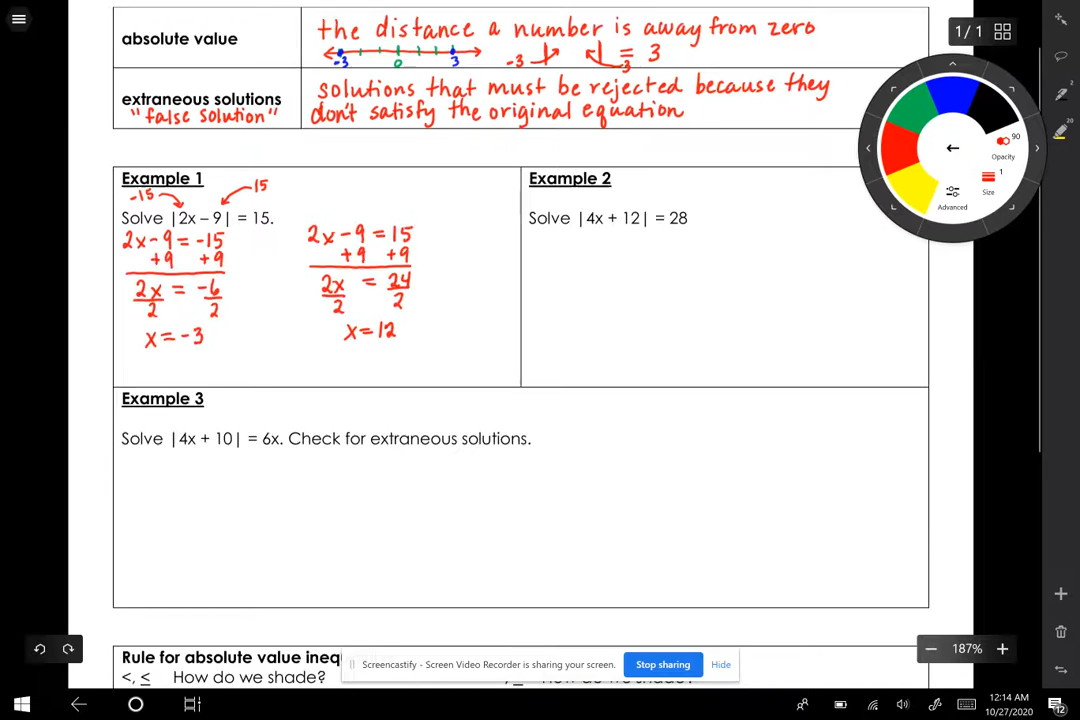 1/1
absolute value
the distance a number is away from zero
-3 0 3 -3 3 = 3
extraneous solutions
"false solution"
solutions that must be rejected because they
don't satisfy the original equation
90
Opacity
1
Size
Advanced
Example 1
-15 15
Solve |2x – 9| = 15.
2x - 9 = -15
+9 +9
2x = -6
2 2
x = -3
2x - 9 = 15
+9 +9
2x = 24
2 2
x = 12
Example 2
Solve |4x + 12| = 28
Example 3
Solve |4x + 10| = 6x. Check for extraneous solutions.
187%
Rule for absolute value
<, ≤ How do we shade?
Screencastify - Screen Video Recorder is sharing your screen.
Stop sharing
Hide
12:14 AM
10/27/2020
12